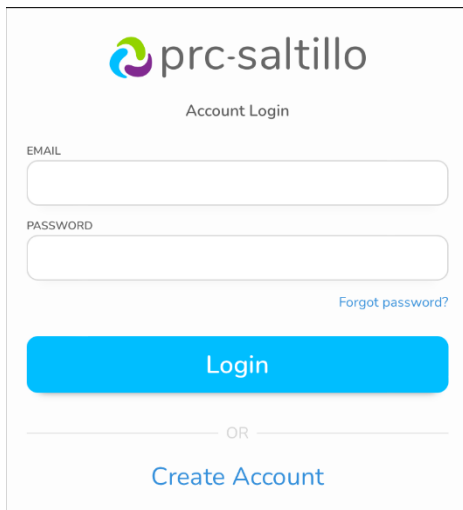 prc-saltillo
Account Login
EMAIL
PASSWORD
Forgot password?
Login
OR
Create Account